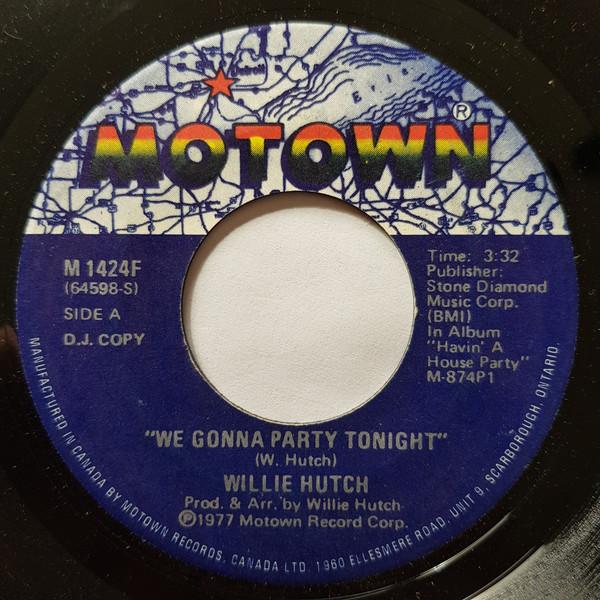 Detroit
Erie
MOTOWN®
M 1424F
(64598-S)
SIDE A
D.J. COPY
Time: 3:32
Publisher:
Stone Diamond
Music Corp.
(BMI)
In Album
"Havin' A
House Party"
M-874P1
"WE GONNA PARTY TONIGHT"
(W. Hutch)
WILLIE HUTCH
Prod. & Arr. by Willie Hutch
℗1977 Motown Record Corp.
MANUFACTURED IN CANADA BY MOTOWN RECORDS, CANADA LTD. 1960 ELLESMERE ROAD, UNIT 9, SCARBOROUGH, ONTARIO.